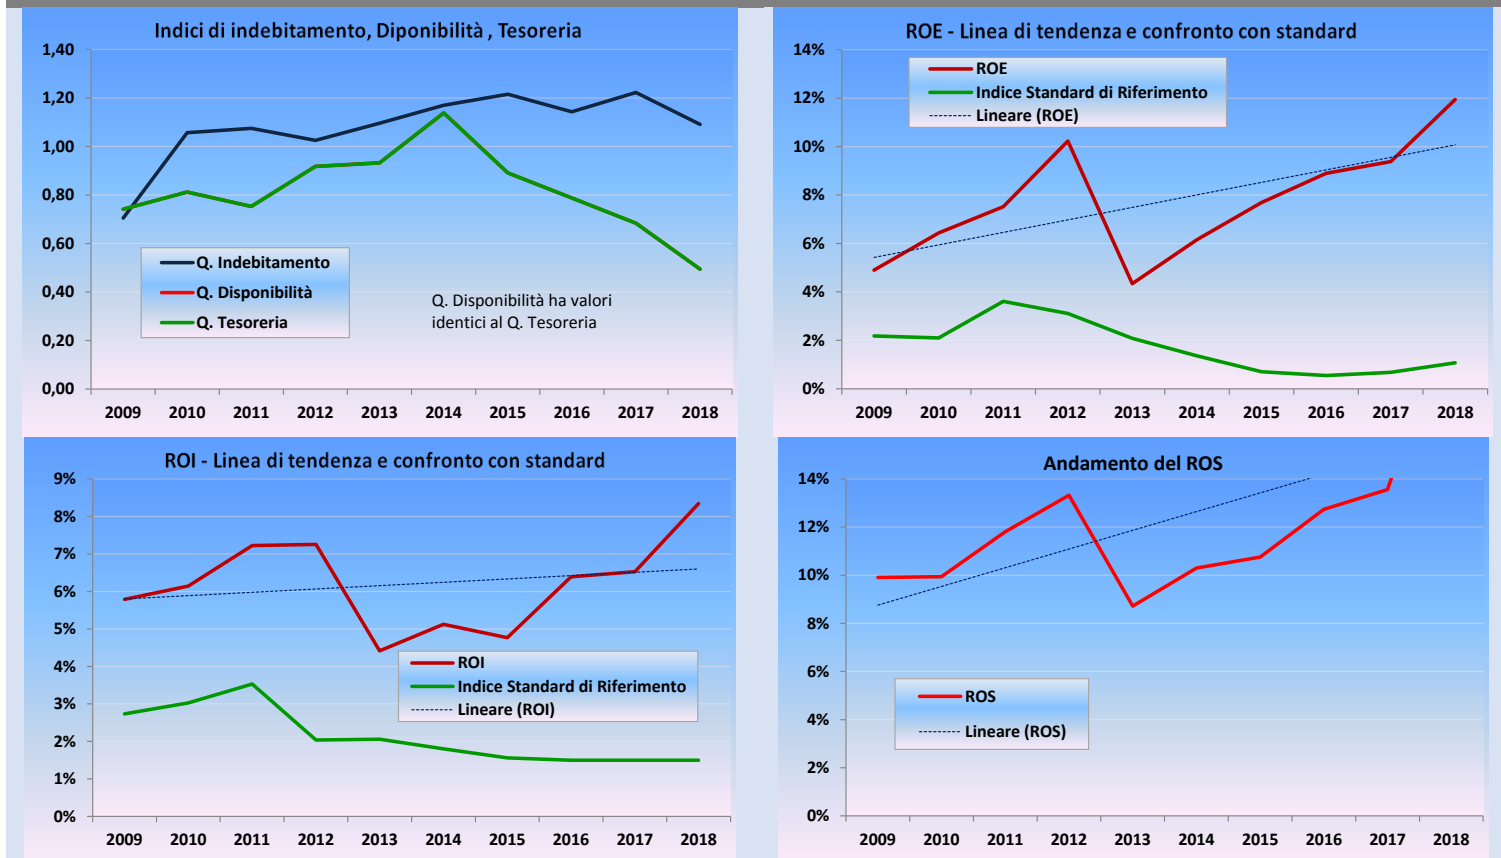 Indici di indebitamento, Diponibilità , Tesoreria
1,40
1,20
1,00
0,80
0,60
0,40
0,20
0,00
Q. Indebitamento
Q. Disponibilità
Q. Tesoreria
Q. Disponibilità ha valori
identici al Q. Tesoreria
2009 2010 2011 2012 2013 2014 2015 2016 2017 2018
ROE - Linea di tendenza e confronto con standard
14%
12%
10%
8%
6%
4%
2%
0%
ROE
Indice Standard di Riferimento
Lineare (ROE)
2009 2010 2011 2012 2013 2014 2015 2016 2017 2018
ROI - Linea di tendenza e confronto con standard
9%
8%
7%
6%
5%
4%
3%
2%
1%
0%
ROI
Indice Standard di Riferimento
Lineare (ROI)
2009 2010 2011 2012 2013 2014 2015 2016 2017 2018
Andamento del ROS
14%
12%
10%
8%
6%
4%
2%
0%
ROS
Lineare (ROS)
2009 2010 2011 2012 2013 2014 2015 2016 2017 2018